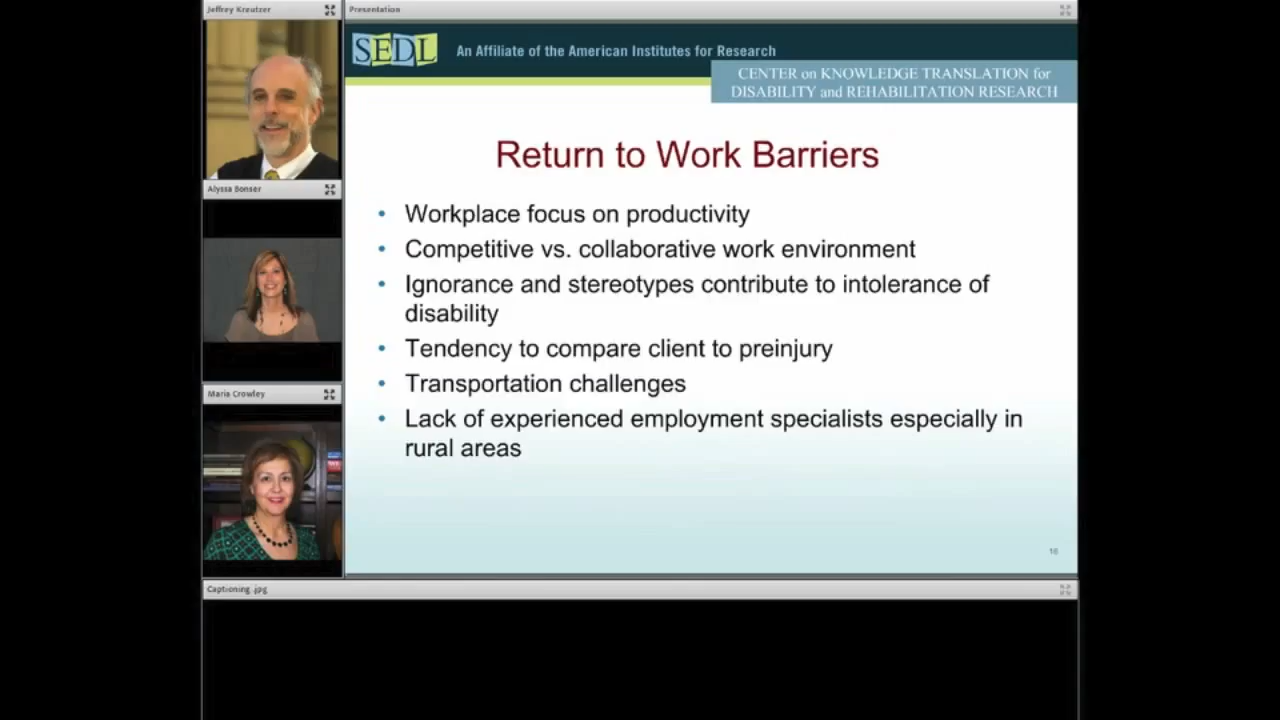 Jeffrey Kreutzer
Presentation
SEDL
An Affiliate of the American Institutes for Research
CENTER on KNOWLEDGE TRANSLATION for
DISABILITY and REHABILITATION RESEARCH
Alyssa Bonser
Maria Crowley
Return to Work Barriers
• Workplace focus on productivity
• Competitive vs. collaborative work environment
• Ignorance and stereotypes contribute to intolerance of
disability
• Tendency to compare client to preinjury
• Transportation challenges
• Lack of experienced employment specialists especially in
rural areas
16
Captioning .jpg